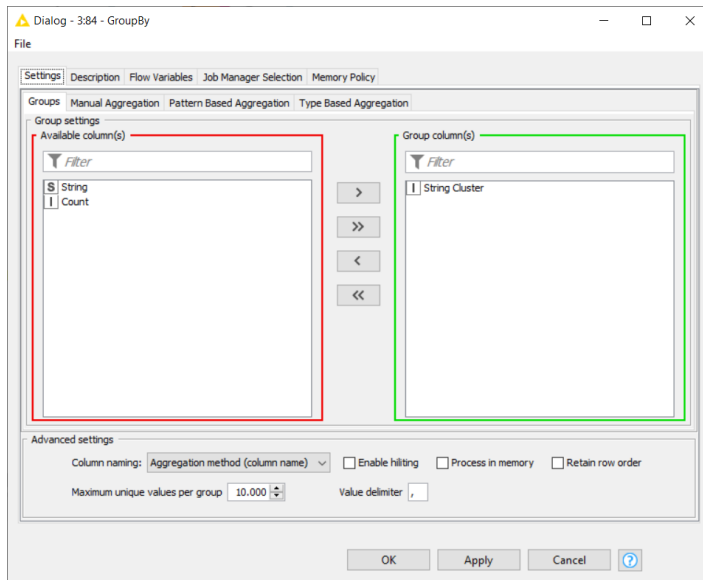 Dialog - 3:84 - GroupBy
File
Settings Description Flow Variables Job Manager Selection Memory Policy
Groups Manual Aggregation Pattern Based Aggregation Type Based Aggregation
Group settings
Available column(s)
Group column(s)
Filter
Filter
S String
I Count
I String Cluster
>
>>
<
<<
Advanced settings
Column naming: Aggregation method (column name) Enable hiliting Process in memory Retain row order
Maximum unique values per group 10.000 Value delimiter ,
OK Apply Cancel ?